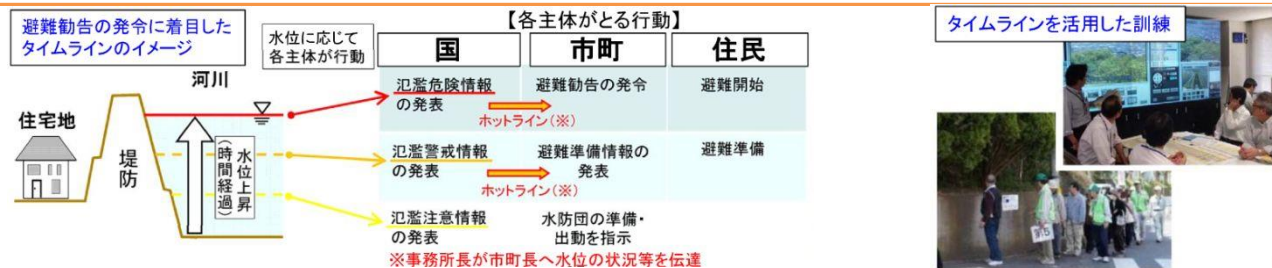 避難勧告の発令に着目した
タイムラインのイメージ
水位に応じて
各主体が行動
【各主体がとる行動】
国
市町
住民
河川
住宅地
堤防
水位上昇
(時間経過)
氾濫危険情報
の発表
避難勧告の発令
避難開始
ホットライン(※)
氾濫警戒情報
の発表
避難準備情報の
発表
避難準備
ホットライン(※)
氾濫注意情報
の発表
水防団の準備・
出動を指示
※事務所長が市町長へ水位の状況等を伝達
タイムラインを活用した訓練